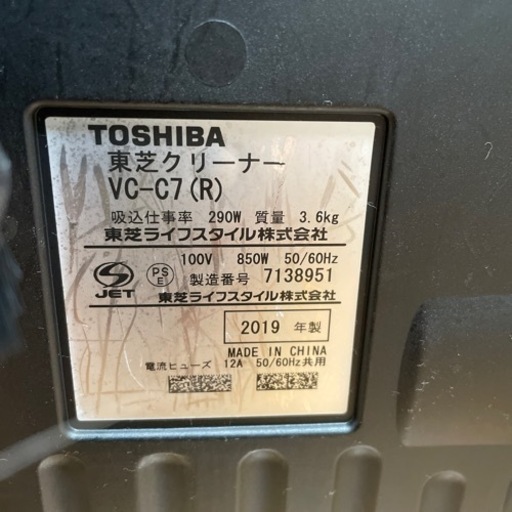 TOSHIBA
東芝クリーナー
VC-C7(R)
吸込仕事率 290W 質量 3.6kg
東芝ライフスタイル株式会社
100V 850W 50/60Hz
JET PS E 製造番号 7138951
東芝ライフスタイル株式会社
2019 年製
MADE IN CHINA
電流ヒューズ 12A 50/60Hz共用